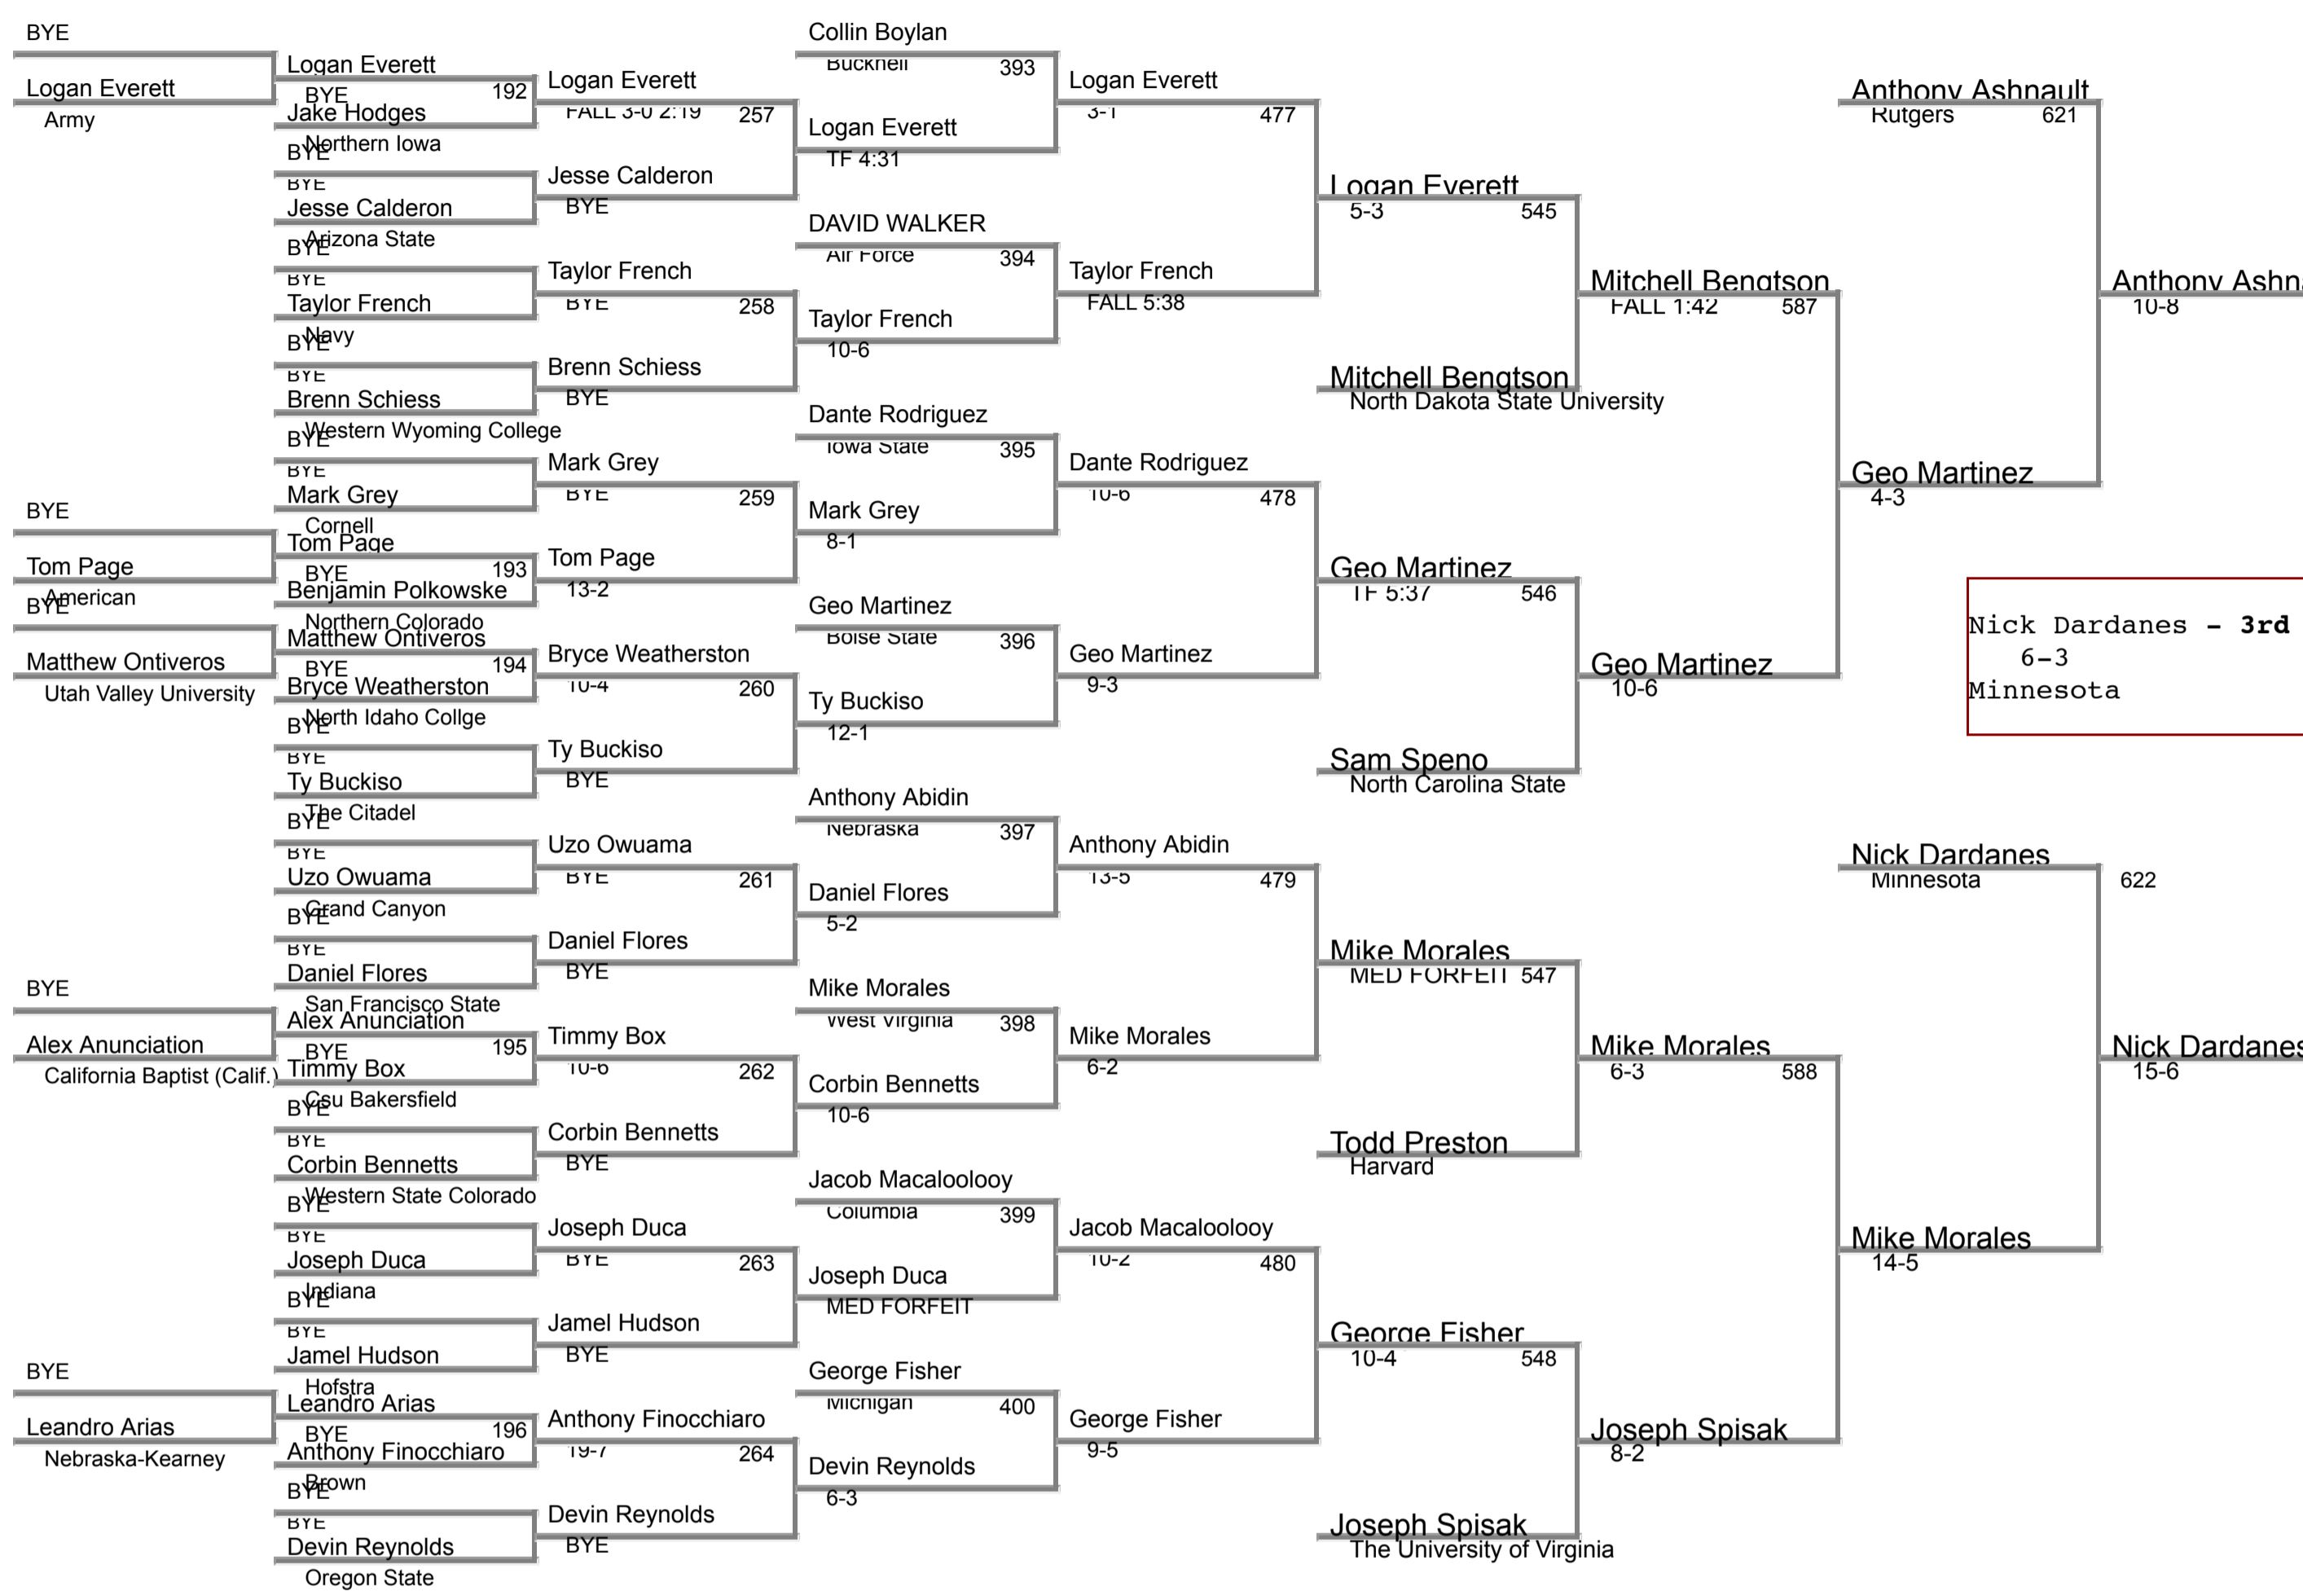 BYE
Logan Everett
Army
BYE
Tom Page
American
BYE
Matthew Ontiveros
Utah Valley University
BYE
Alex Anunciation
California Baptist (Calif.)
BYE
Leandro Arias
Nebraska-Kearney
Logan Everett
BYE
192
Jake Hodges
Northern Iowa
BYE
BYE
Jesse Calderon
Arizona State
BYE
BYE
Taylor French
Navy
BYE
BYE
Brenn Schiess
Western Wyoming College
BYE
BYE
Mark Grey
Cornell
Tom Page
BYE
193
Benjamin Polkowske
Northern Colorado
Matthew Ontiveros
BYE
194
Bryce Weatherston
North Idaho Collge
BYE
BYE
Ty Buckiso
The Citadel
BYE
BYE
Uzo Owuama
Grand Canyon
BYE
BYE
Daniel Flores
San Francisco State
Alex Anunciation
BYE
195
Timmy Box
Csu Bakersfield
BYE
BYE
Corbin Bennetts
Western State Colorado
BYE
BYE
Joseph Duca
Indiana
BYE
BYE
Jamel Hudson
Hofstra
Leandro Arias
BYE
196
Anthony Finocchiaro
Brown
BYE
BYE
Devin Reynolds
Oregon State
Logan Everett
FALL 3-0 2:19
257
Jesse Calderon
BYE
Taylor French
BYE
258
Brenn Schiess
BYE
Mark Grey
BYE
259
Tom Page
13-2
Bryce Weatherston
10-4
260
Ty Buckiso
BYE
Uzo Owuama
BYE
261
Daniel Flores
BYE
Timmy Box
10-6
262
Corbin Bennetts
BYE
Joseph Duca
BYE
263
Jamel Hudson
BYE
Anthony Finocchiaro
19-7
264
Devin Reynolds
BYE
Collin Boylan
Bucknell
393
Logan Everett
TF 4:31
DAVID WALKER
Air Force
394
Taylor French
10-6
Dante Rodriguez
Iowa State
395
Mark Grey
8-1
Geo Martinez
Boise State
396
Ty Buckiso
12-1
Anthony Abidin
Nebraska
397
Daniel Flores
5-2
Mike Morales
West Virginia
398
Corbin Bennetts
10-6
Jacob Macaloolooy
Columbia
399
Joseph Duca
MED FORFEIT
George Fisher
Michigan
400
Devin Reynolds
6-3
Logan Everett
3-1
477
Taylor French
FALL 5:38
Dante Rodriguez
10-6
478
Geo Martinez
9-3
Anthony Abidin
13-5
479
Mike Morales
6-2
Jacob Macaloolooy
10-2
480
George Fisher
9-5
Logan Everett
5-3
545
Mitchell Bengtson
North Dakota State University
Geo Martinez
TF 5:37
546
Sam Speno
North Carolina State
Mike Morales
MED FORFEIT
547
Todd Preston
Harvard
George Fisher
10-4
548
Joseph Spisak
The University of Virginia
Mitchell Bengtson
FALL 1:42
587
Geo Martinez
10-6
Mike Morales
6-3
588
Joseph Spisak
8-2
Anthony Ashnault
Rutgers
621
Geo Martinez
4-3
Nick Dardanes
Minnesota
622
Mike Morales
14-5
Anthony Ashn
10-8
Nick Dardanes - 3rd
6-3
Minnesota
Nick Dardanes
15-6